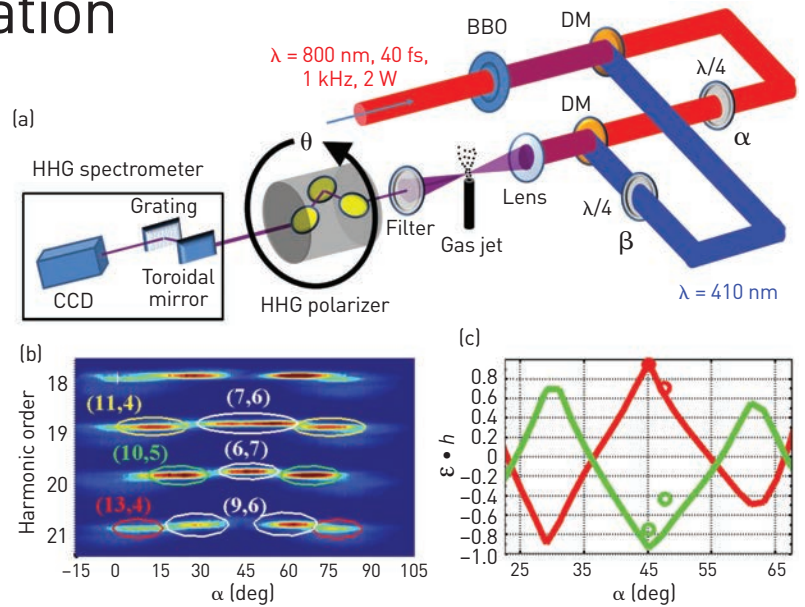 ation
λ = 800 nm, 40 fs,
1 kHz, 2 W
BBO
DM
λ/4
α
DM
(a)
θ
HHG spectrometer
Grating
Toroidal
mirror
CCD
HHG polarizer
Filter
Gas jet
Lens
λ/4
β
λ = 410 nm
(b)
Harmonic order
18
19
20
21
(11,4)
(7,6)
(10,5)
(6,7)
(13,4)
(9,6)
−15 0 15 30 45 60 75 90 105
α (deg)
(c)
ε • h
0.8
0.6
0.4
0.2
0
−0.2
−0.4
−0.6
−0.8
−1.0
25 35 45 55 65
α (deg)